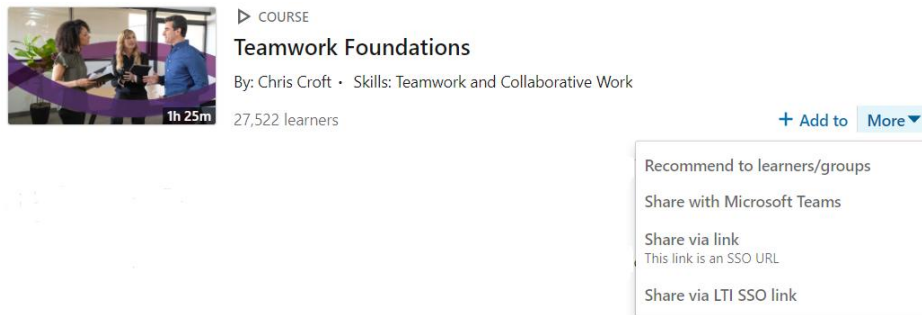 COURSE
Teamwork Foundations
By: Chris Croft • Skills: Teamwork and Collaborative Work
1h 25m
27,522 learners
+ Add to More
Recommend to learners/groups
Share with Microsoft Teams
Share via link
This link is an SSO URL
Share via LTI SSO link